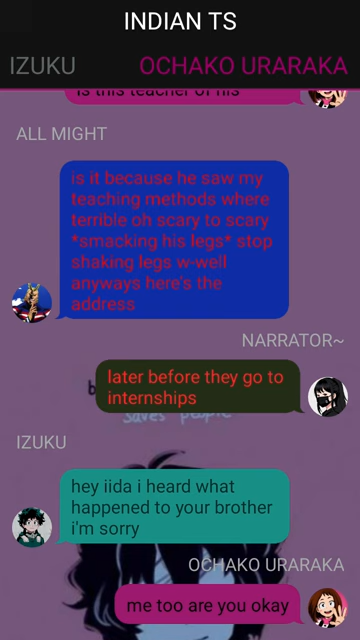 INDIAN TS
IZUKU OCHAKO URARAKA
is this teacher of his
ALL MIGHT
is it because he saw my
teaching methods where
terrible oh scary to scary
*smacking his legs* stop
shaking legs w-well
anyways here's the
address
NARRATOR~
later before they go to
internships
saves people
IZUKU
hey iida i heard what
happened to your brother
i'm sorry
OCHAKO URARAKA
me too are you okay